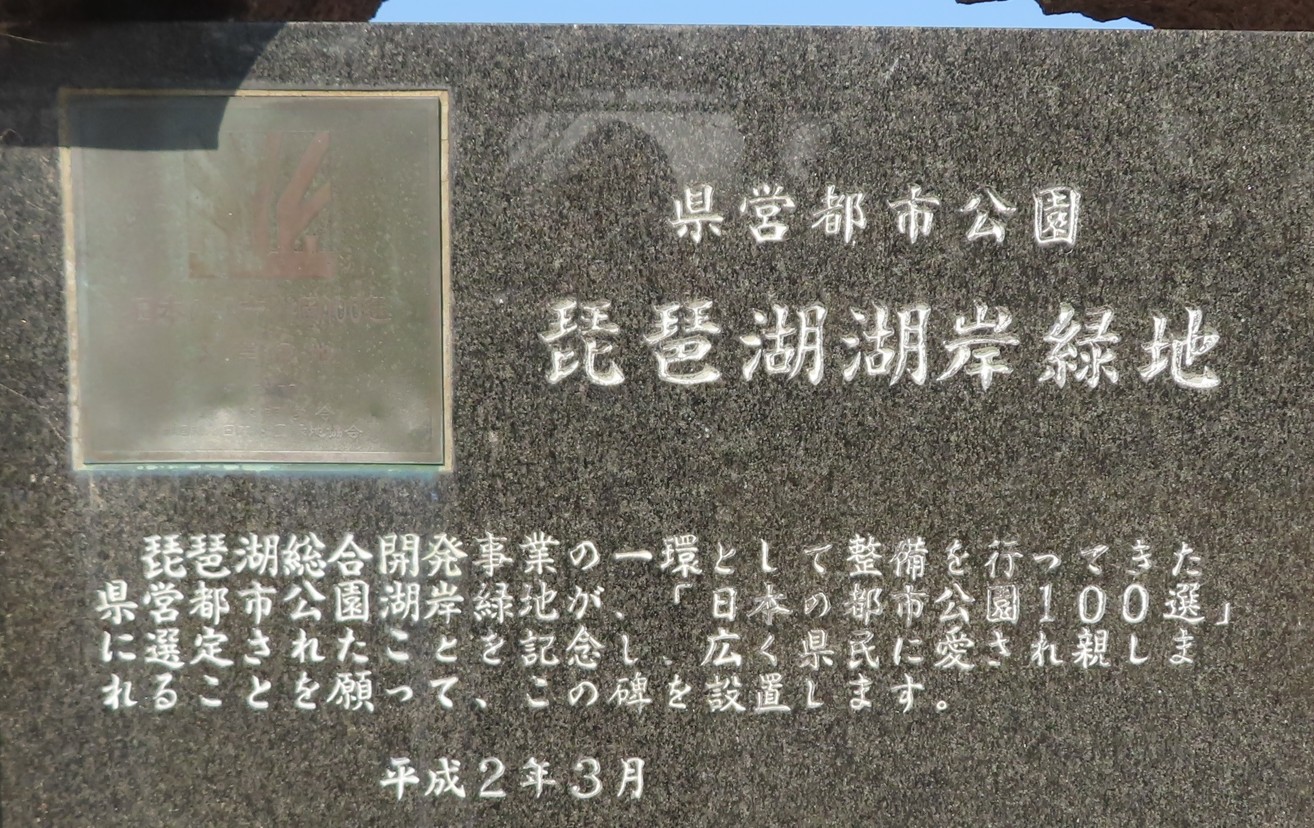 県営都市公園
琵琶湖湖岸緑地
琵琶湖総合開発事業の一環として整備を行ってきた
県営都市公園湖岸緑地が、「日本の都市公園100選」
に選定されたことを記念し、広く県民に愛され親しま
れることを願って、この碑を設置します。
平成2年3月